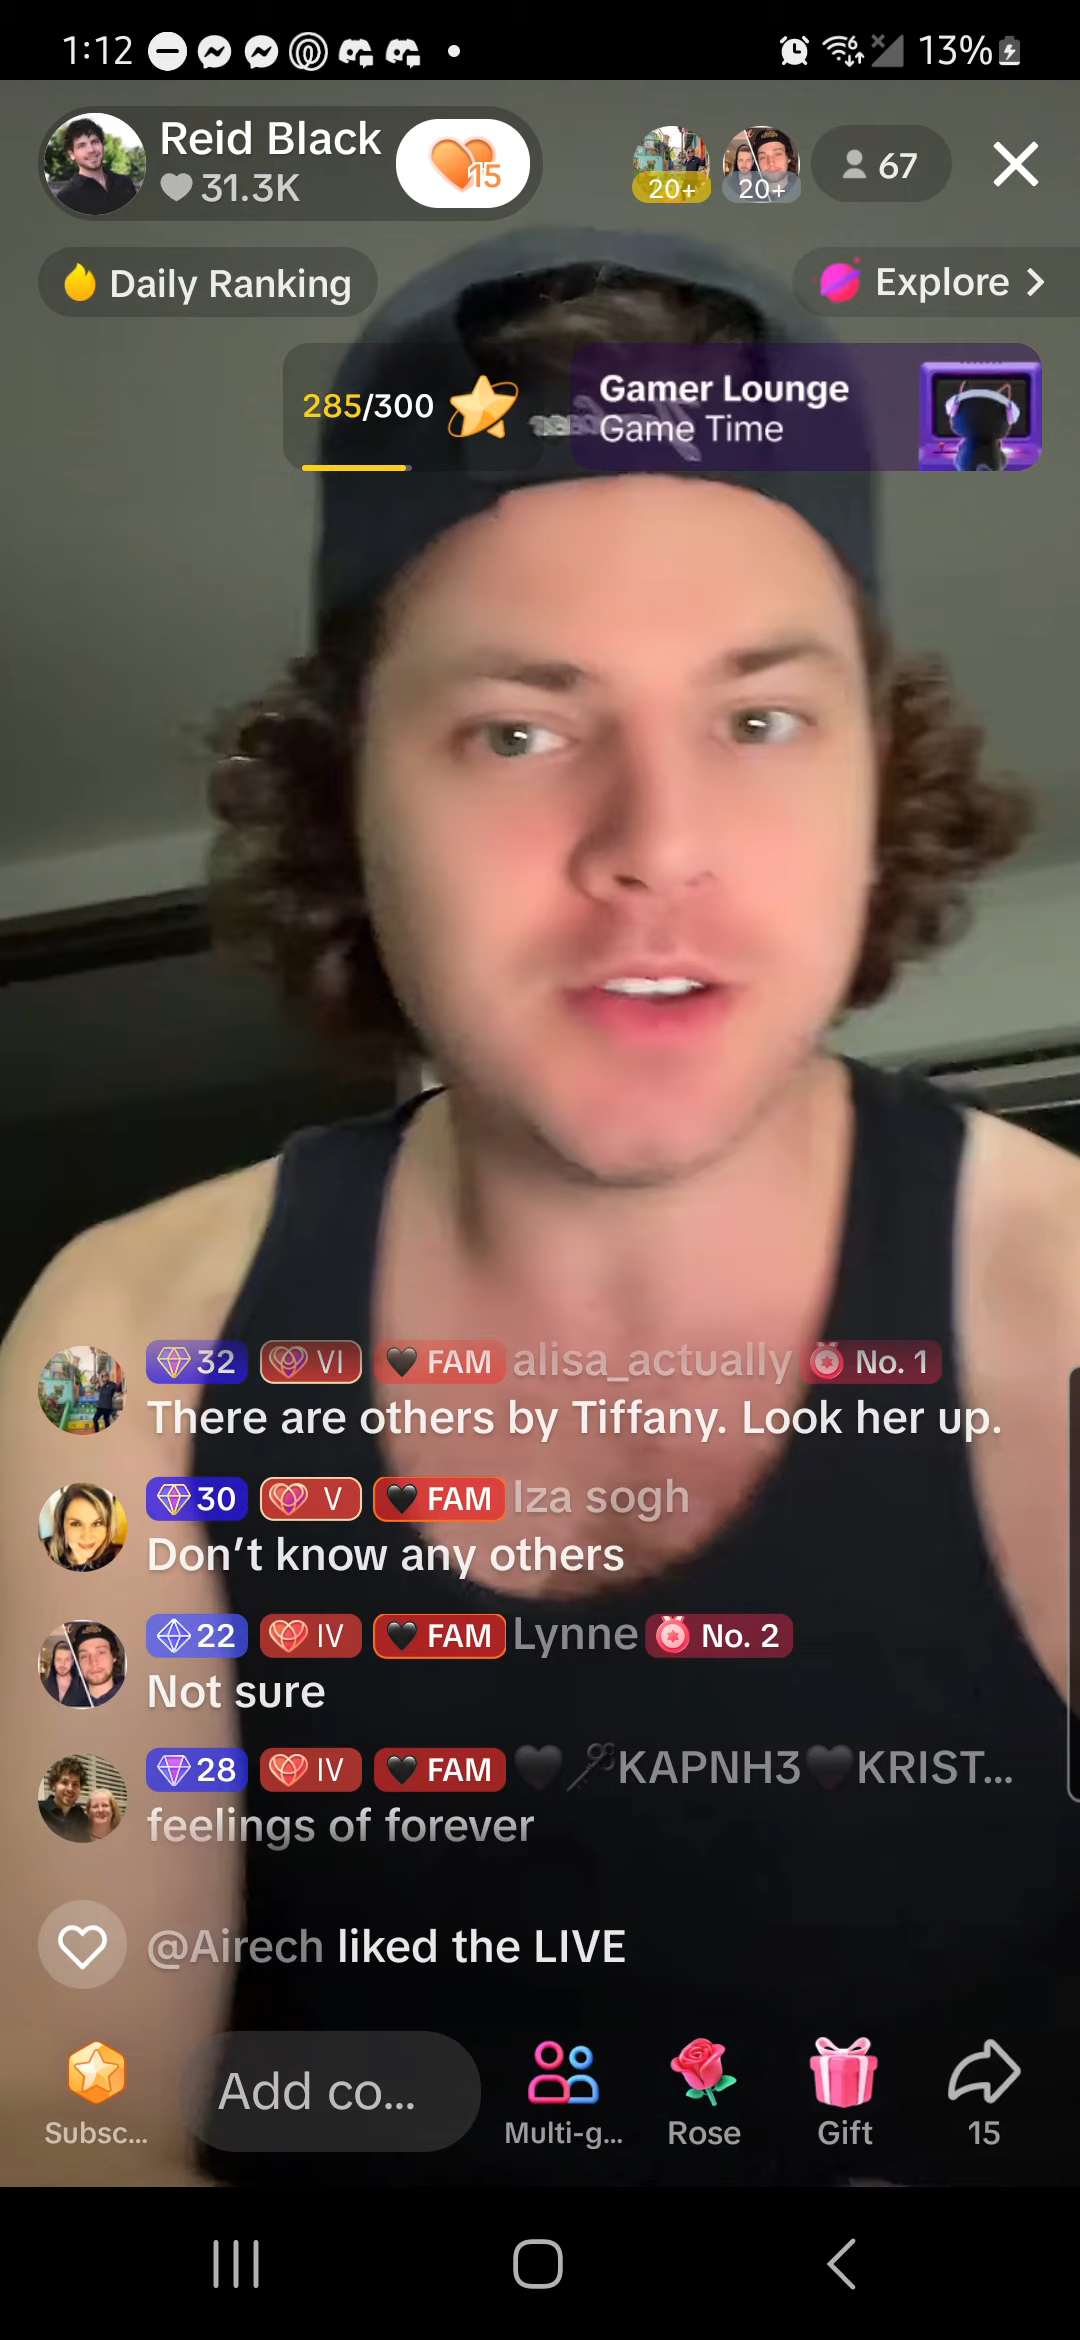 1:12
13%
Reid Black
31.3K
15
20+
20+
67
Daily Ranking
Explore
285/300
Gamer Lounge
Game Time
32 VI FAM alisa_actually No. 1
There are others by Tiffany. Look her up.
30 V FAM Iza sogh
Don’t know any others
22 IV FAM Lynne No. 2
Not sure
28 IV FAM 🖤🗝KAPNH3🖤KRIST...
feelings of forever
@Airech liked the LIVE
Add co...
Subsc...
Multi-g...
Rose
Gift
15